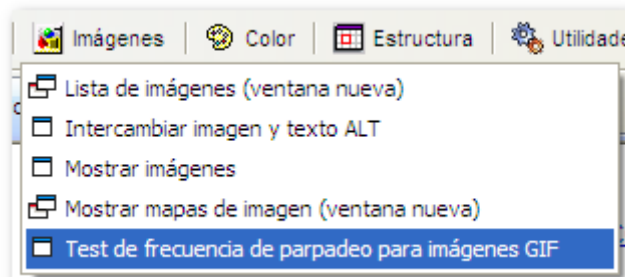 Imágenes Color Estructura
Lista de imágenes (ventana nueva)
Intercambiar imagen y texto ALT
Mostrar imágenes
Mostrar mapas de imagen (ventana nueva)
Test de frecuencia de parpadeo para imágenes GIF